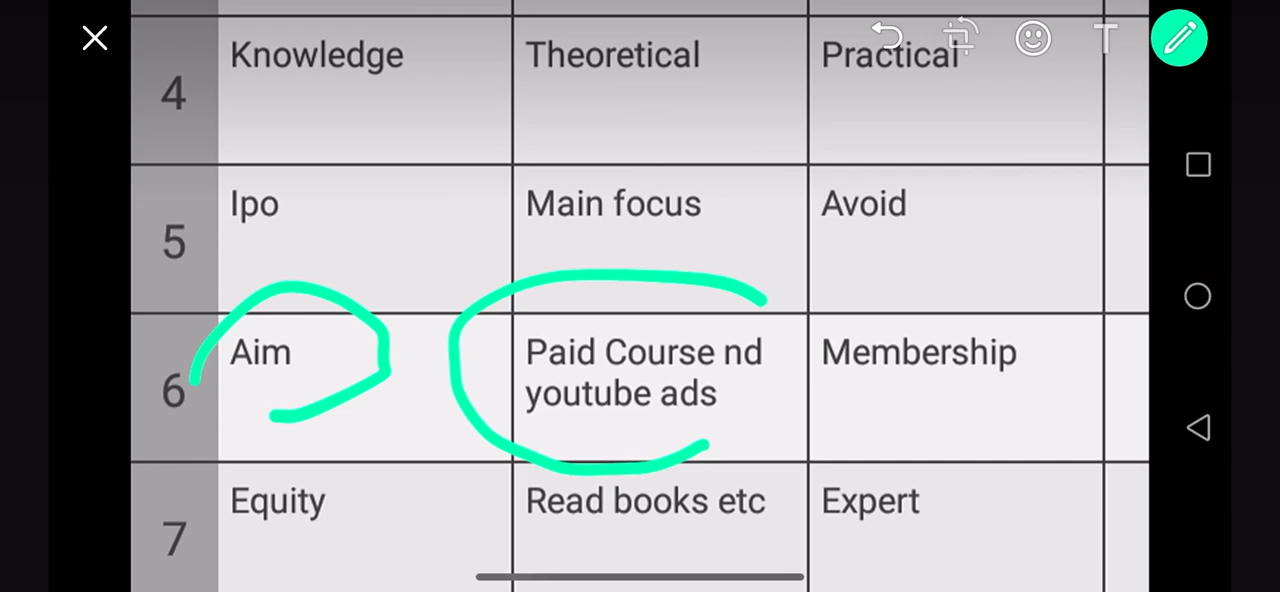 4 Knowledge Theoretical Practical
5 Ipo Main focus Avoid
6 Aim Paid Course nd Membership
youtube ads
7 Equity Read books etc Expert
T